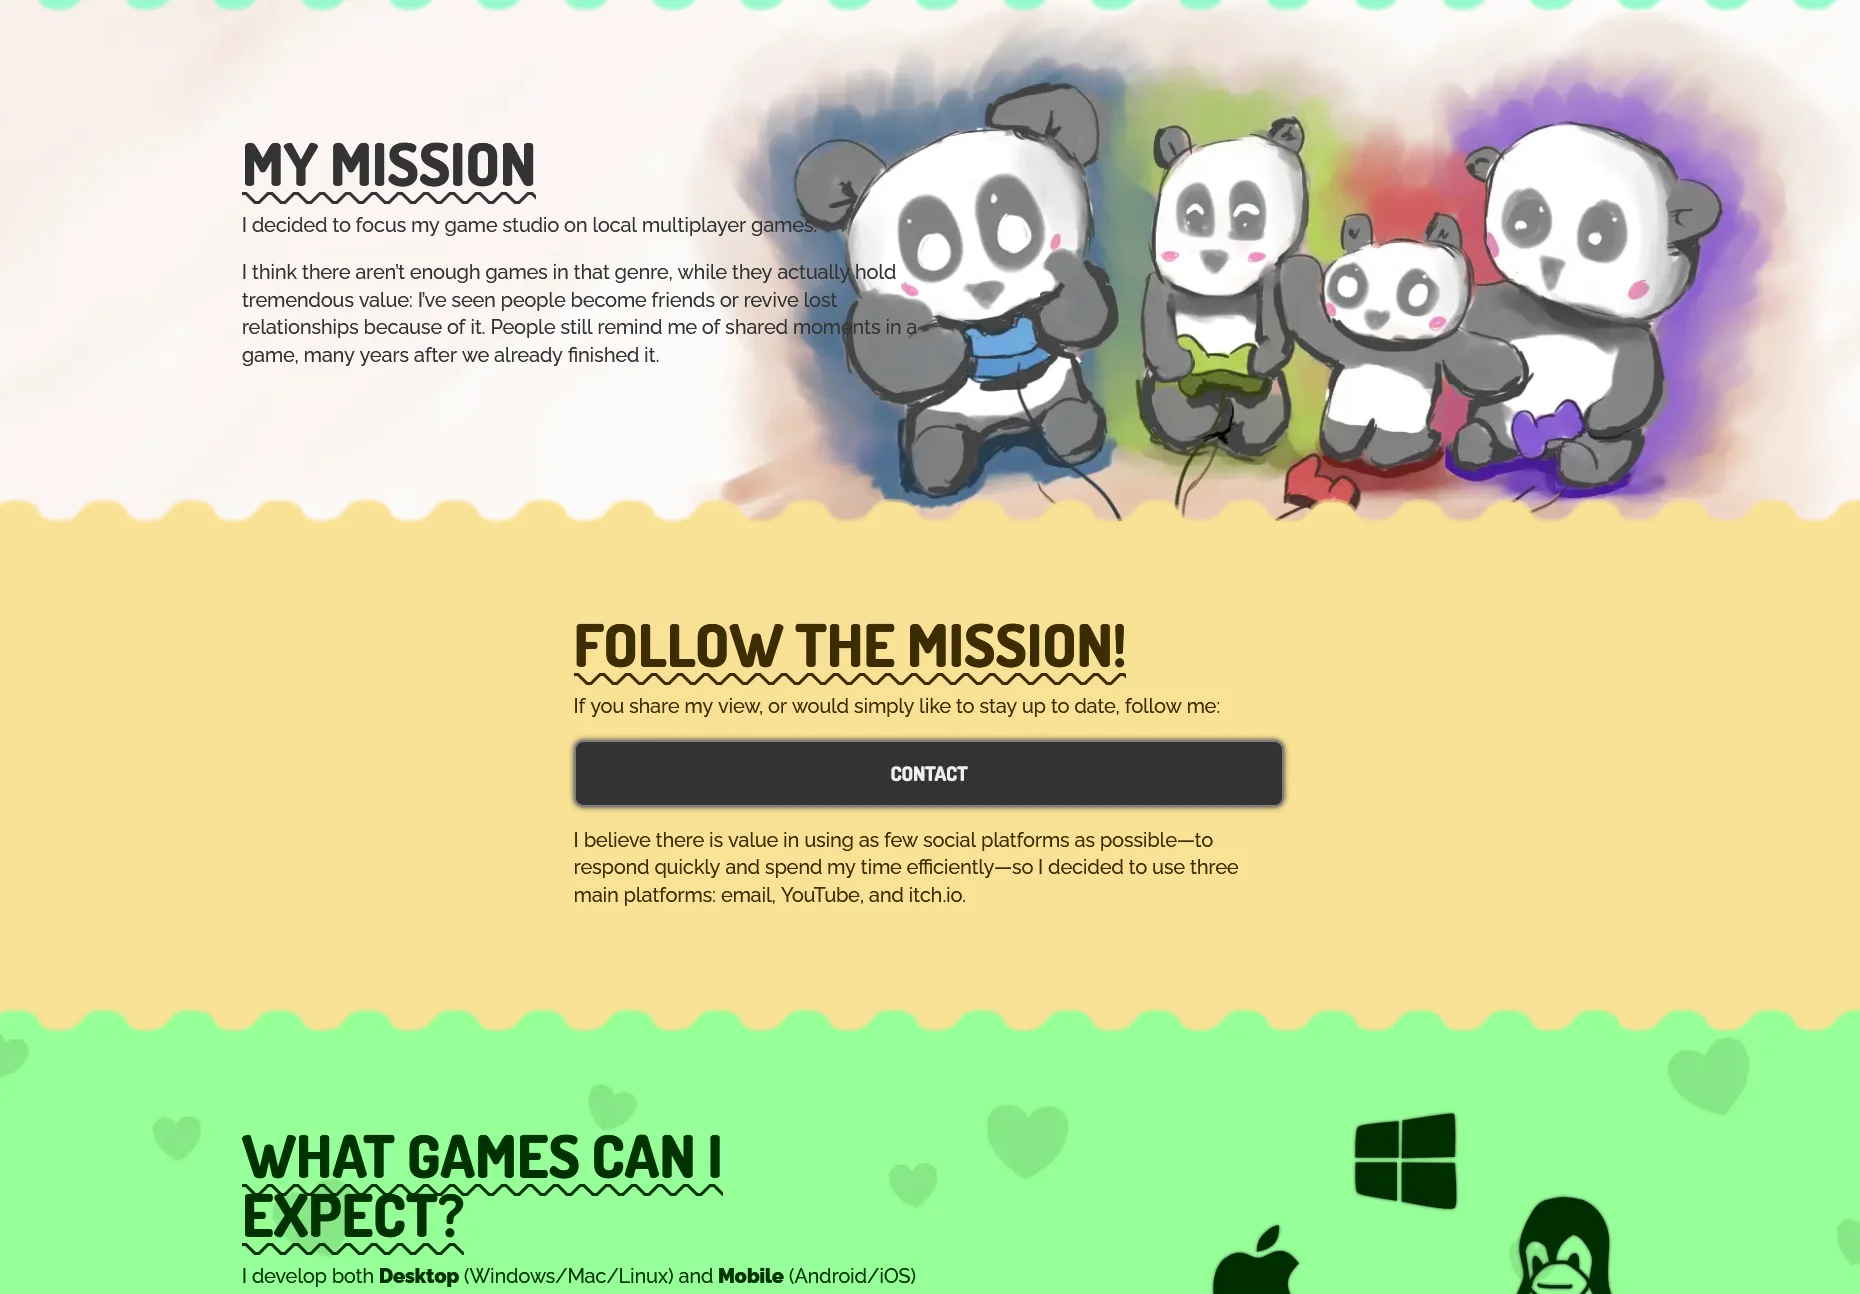 MY MISSION
I decided to focus my game studio on local multiplayer games.
I think there aren't enough games in that genre, while they actually hold
tremendous value: I've seen people become friends or revive lost
relationships because of it. People still remind me of shared moments in a
game, many years after we already finished it.
FOLLOW THE MISSION!
If you share my view, or would simply like to stay up to date, follow me:
CONTACT
I believe there is value in using as few social platforms as possible—to
respond quickly and spend my time efficiently—so I decided to use three
main platforms: email, YouTube, and itch.io.
WHAT GAMES CAN I
EXPECT?
I develop both Desktop (Windows/Mac/Linux) and Mobile (Android/iOS)